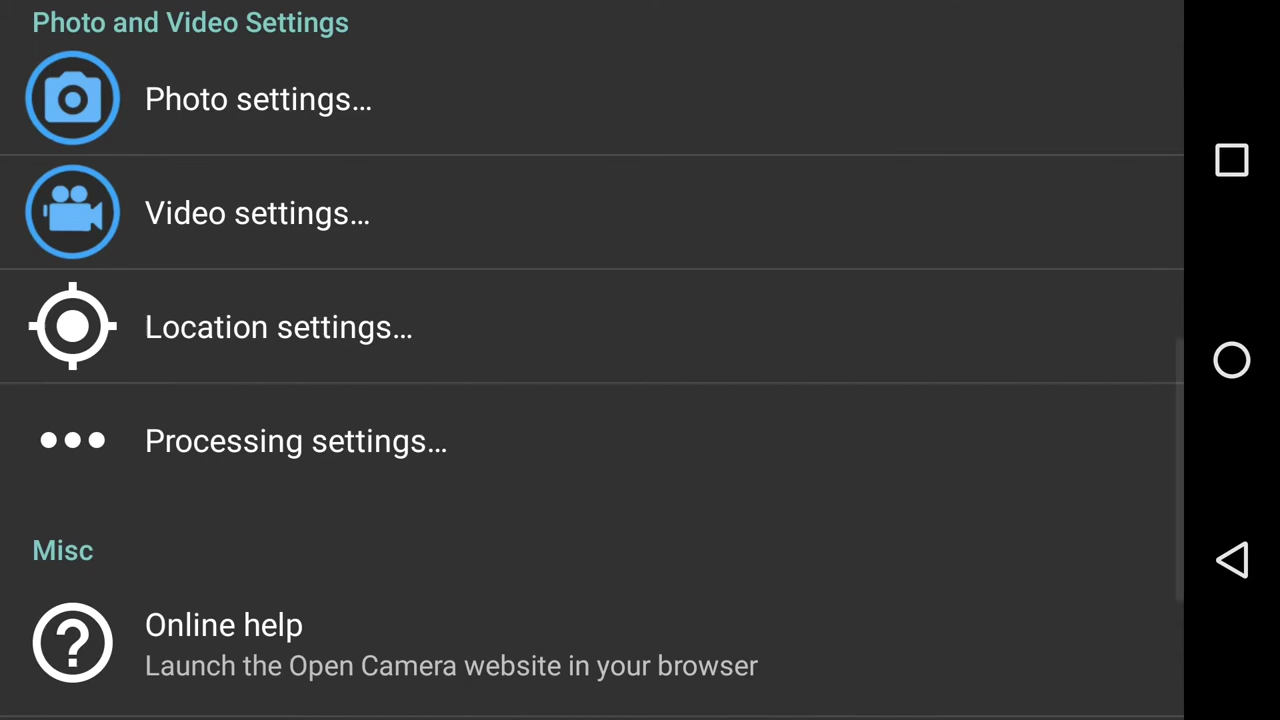 Photo and Video Settings
Photo settings…
Video settings…
Location settings…
Processing settings…
Misc
Online help
Launch the Open Camera website in your browser